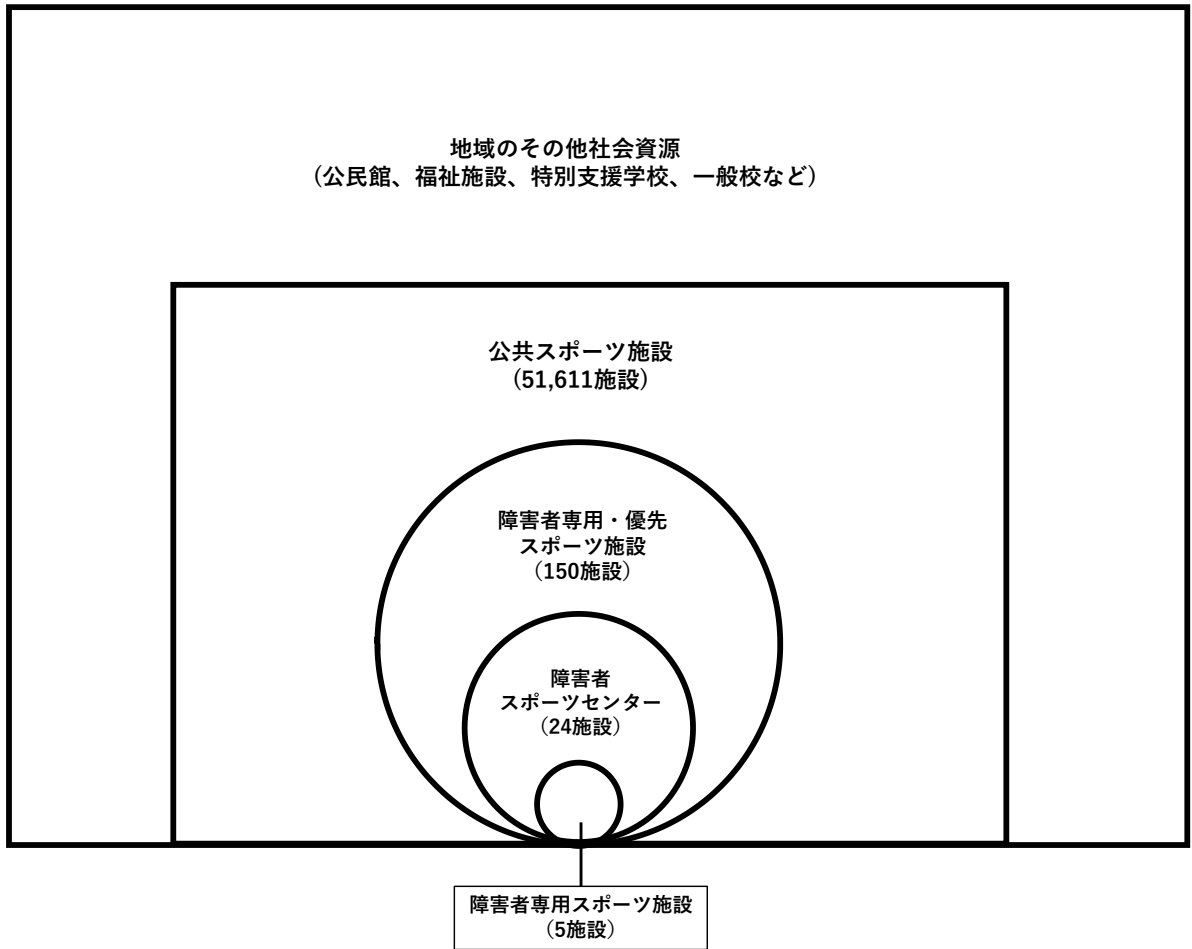 地域のその他社会資源
（公民館、福祉施設、特別支援学校、一般校など）
公共スポーツ施設
（51,611施設）
障害者専用・優先
スポーツ施設
（150施設）
障害者
スポーツセンター
（24施設）
障害者専用スポーツ施設
（5施設）